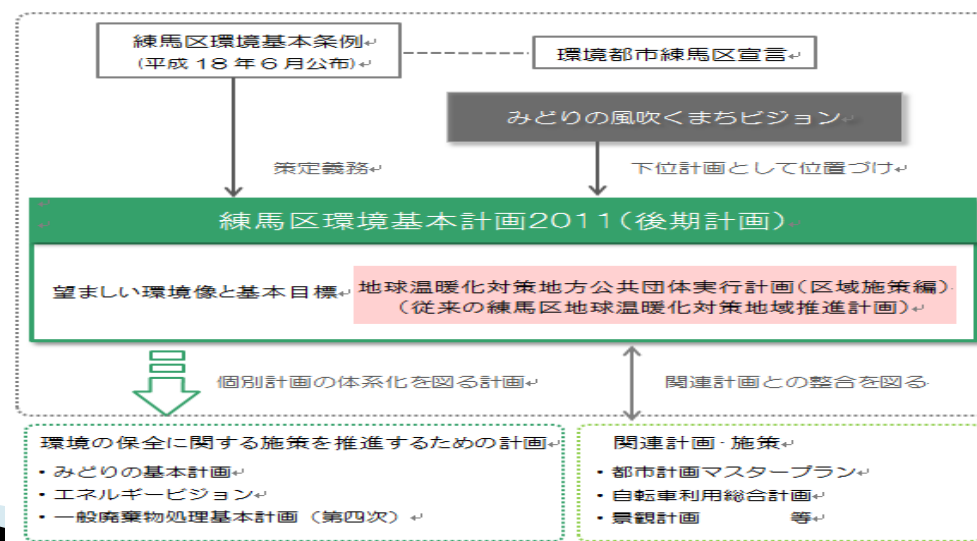 練馬区環境基本条例
(平成18年6月公布)
環境都市練馬区宣言
みどりの風吹くまちビジョン
策定義務
下位計画として位置づけ
練馬区環境基本計画2011(後期計画)
望ましい環境像と基本目標
地球温暖化対策地方公共団体実行計画(区域施策編)
(従来の練馬区地球温暖化対策地域推進計画)
個別計画の体系化を図る計画
関連計画との整合を図る
環境の保全に関する施策を推進するための計画
・みどりの基本計画
・エネルギービジョン
・一般廃棄物処理基本計画(第四次)
関連計画・施策
・都市計画マスタープラン
・自転車利用総合計画
・景観計画 等